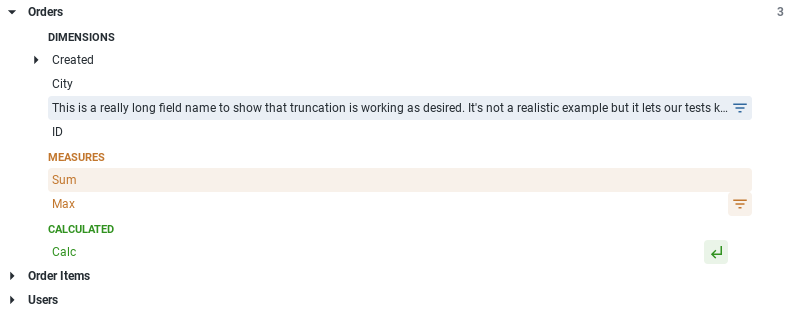 Orders 3
DIMENSIONS
Created
City
This is a really long field name to show that truncation is working as desired. It's not a realistic example but it lets our tests k...
ID
MEASURES
Sum
Max
CALCULATED
Calc
Order Items
Users